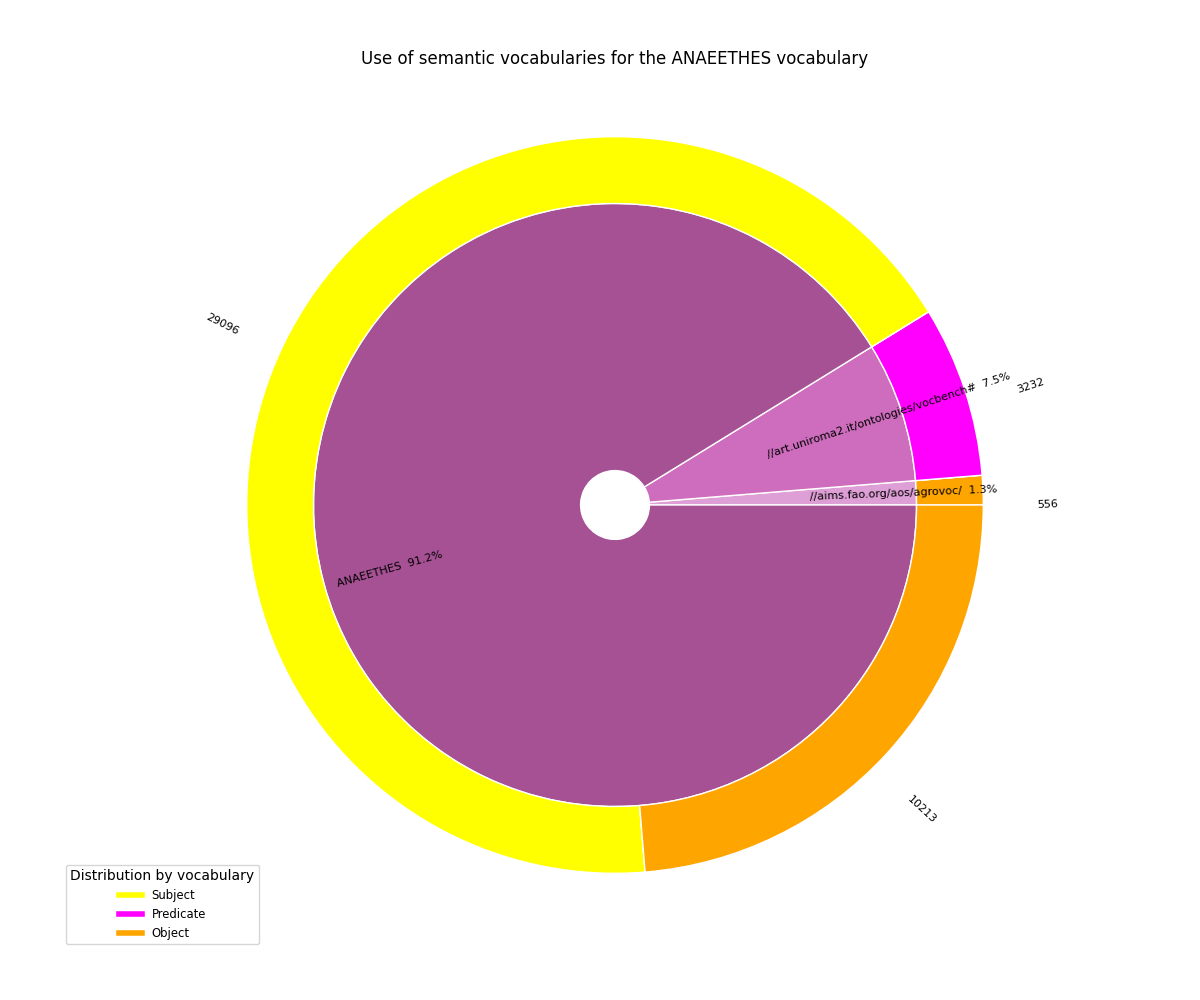 Use of semantic vocabularies for the ANAEETHES vocabulary
29096
//art.uniroma2.it/ontologies/vocbench#  7.5%
3232
//aims.fao.org/aos/agrovoc/  1.3%
556
ANAEETHES  91.2%
10213
Distribution by vocabulary
Subject
Predicate
Object